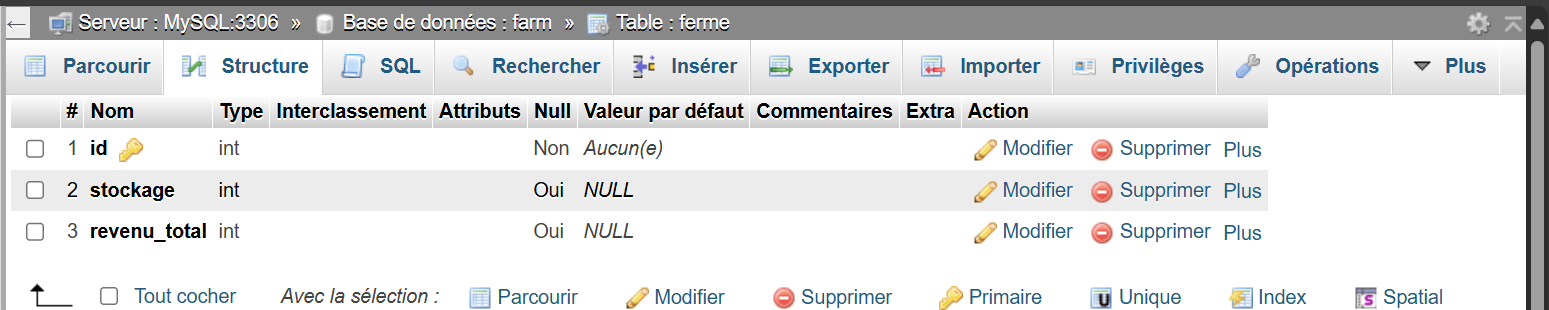 Serveur : MySQL:3306 » Base de données : farm » Table : ferme
Parcourir Structure SQL Rechercher Insérer Exporter Importer Privilèges Opérations Plus
# Nom Type Interclassement Attributs Null Valeur par défaut Commentaires Extra Action
1 id int Non Aucun(e) Modifier Supprimer Plus
2 stockage int Oui NULL Modifier Supprimer Plus
3 revenu_total int Oui NULL Modifier Supprimer Plus
Tout cocher Avec la sélection : Parcourir Modifier Supprimer Primaire Unique Index Spatial